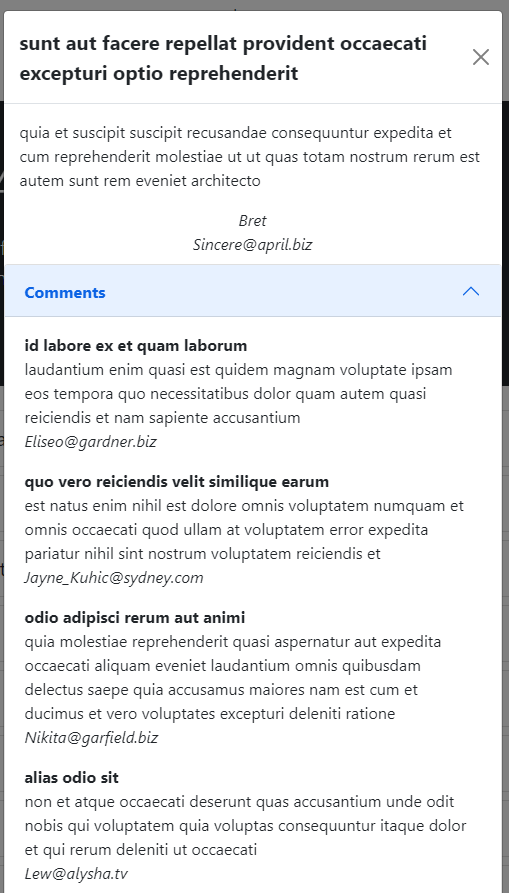 sunt aut facere repellat provident occaecati
excepturi optio reprehenderit
quia et suscipit suscipit recusandae consequuntur expedita et
cum reprehenderit molestiae ut ut quas totam nostrum rerum est
autem sunt rem eveniet architecto
Bret
Sincere@april.biz
Comments
id labore ex et quam laborum
laudantium enim quasi est quidem magnam voluptate ipsam
eos tempora quo necessitatibus dolor quam autem quasi
reiciendis et nam sapiente accusantium
Eliseo@gardner.biz
quo vero reiciendis velit similique earum
est natus enim nihil est dolore omnis voluptatem numquam et
omnis occaecati quod ullam at voluptatem error expedita
pariatur nihil sint nostrum voluptatem reiciendis et
Jayne_Kuhic@sydney.com
odio adipisci rerum aut animi
quia molestiae reprehenderit quasi aspernatur aut expedita
occaecati aliquam eveniet laudantium omnis quibusdam
delectus saepe quia accusamus maiores nam est cum et
ducimus et vero voluptates excepturi deleniti ratione
Nikita@garfield.biz
alias odio sit
non et atque occaecati deserunt quas accusantium unde odit
nobis qui voluptatem quia voluptas consequuntur itaque dolor
et qui rerum deleniti ut occaecati
Lew@alysha.tv